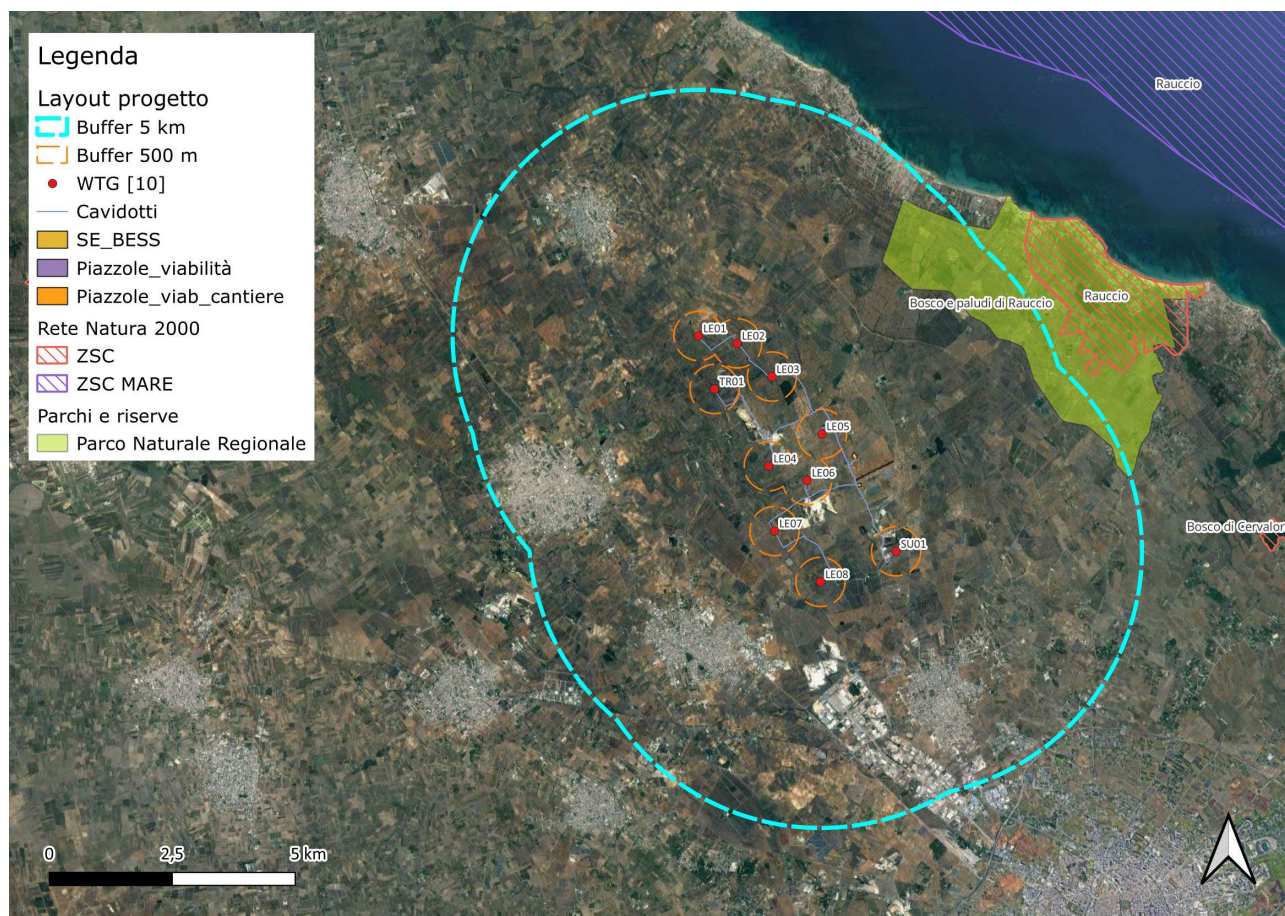 Legenda
Layout progetto
Buffer 5 km
Buffer 500 m
WTG [10]
Cavidotti
SE_BESS
Piazzole_viabilità
Piazzole_viab_cantiere
Rete Natura 2000
ZSC
ZSC MARE
Parchi e riserve
Parco Naturale Regionale
Rauccio
Rauccio
Bosco e paludi di Rauccio
LE01
LE02
LE03
TR01
LE05
LE04
LE06
LE07
SU01
LE08
Bosco di Cervalor
0
2,5
5 km